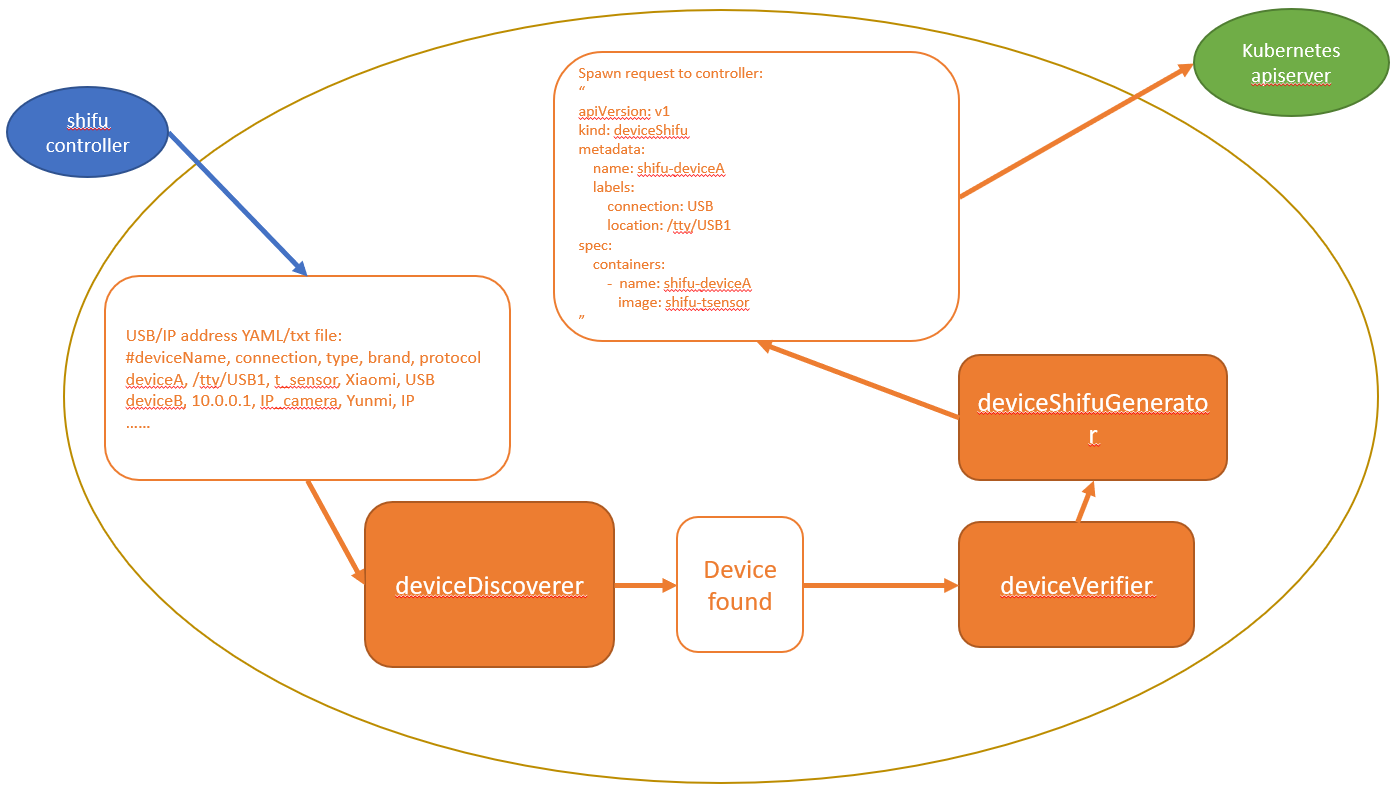 shifu
controller
Kubernetes
apiserver
Spawn request to controller:
“
apiVersion: v1
kind: deviceShifu
metadata:
name: shifu-deviceA
labels:
connection: USB
location: /tty/USB1
spec:
containers:
- name: shifu-deviceA
image: shifu-tsensor
”
USB/IP address YAML/txt file:
#deviceName, connection, type, brand, protocol
deviceA, /tty/USB1, t_sensor, Xiaomi, USB
deviceB, 10.0.0.1, IP_camera, Yunmi, IP
......
deviceShifuGenerato
r
deviceDiscoverer
Device
found
deviceVerifier